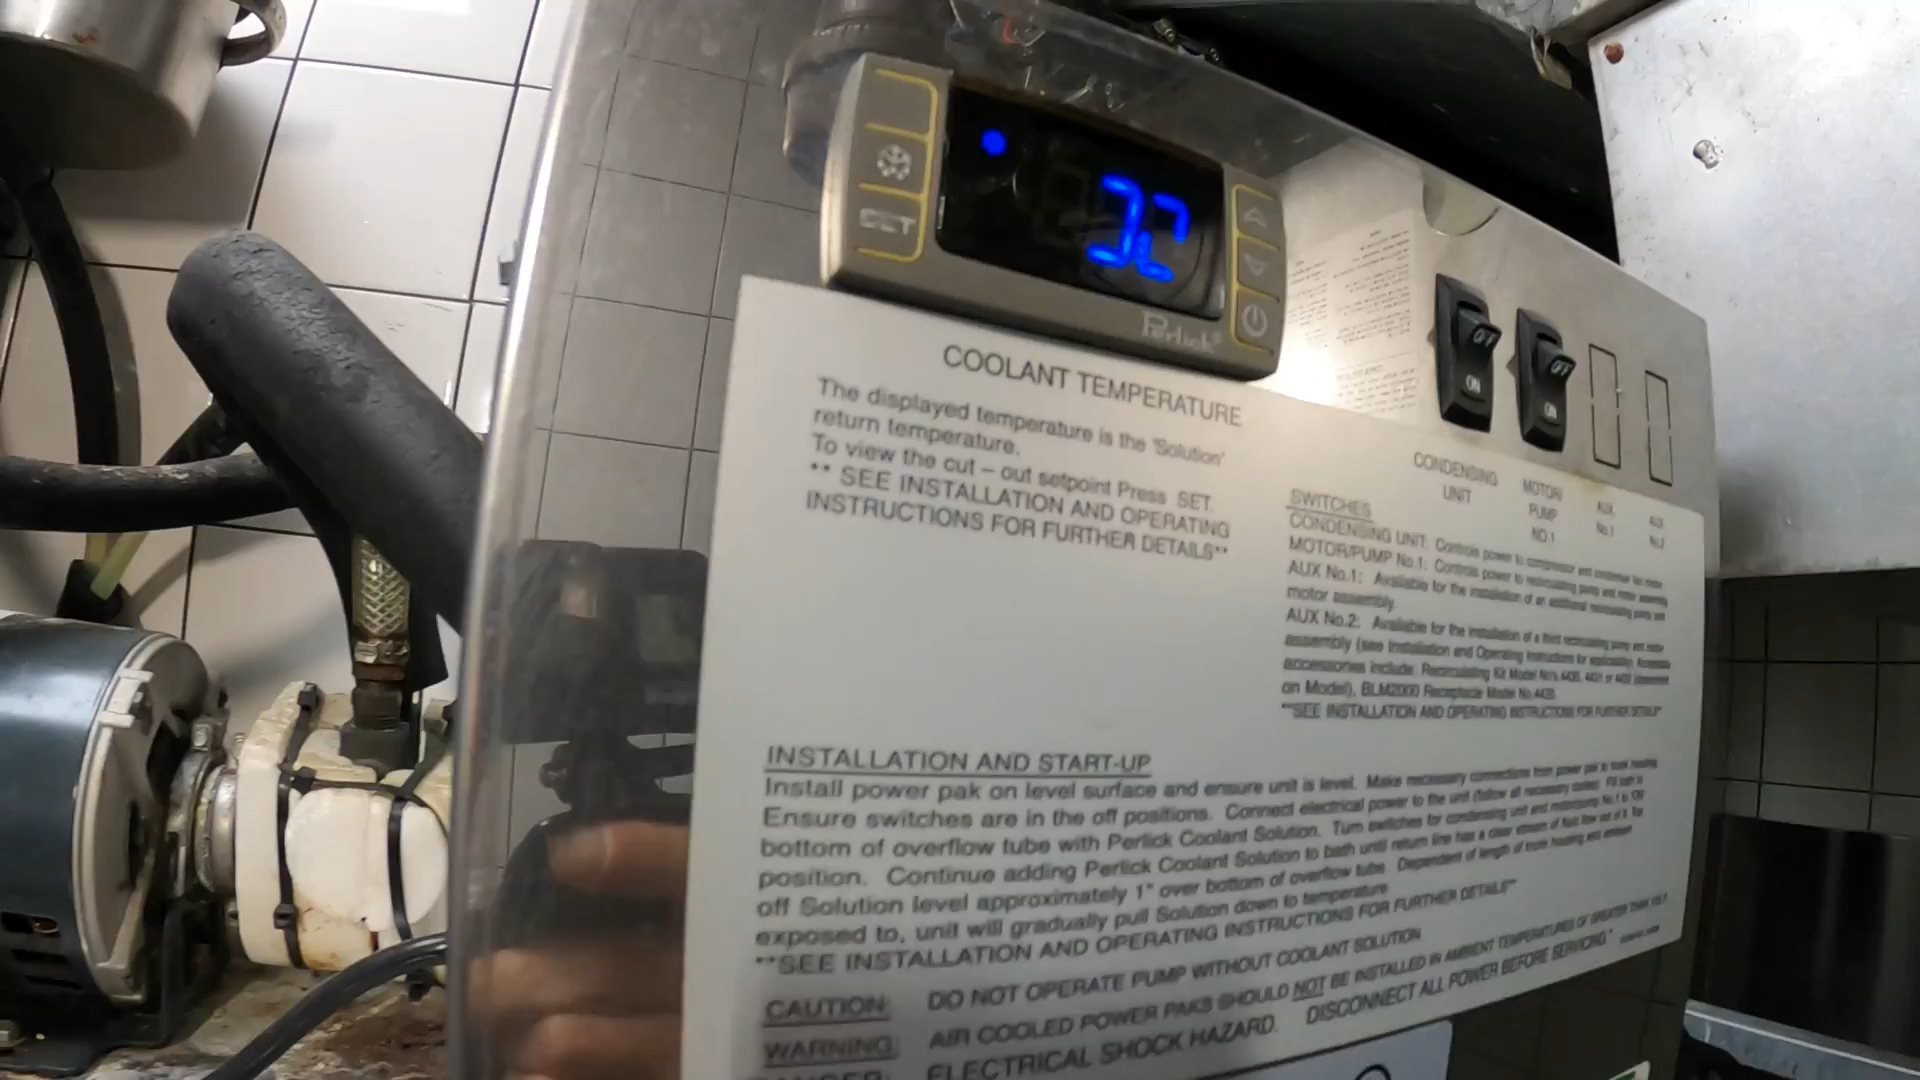 32
SET
Perlick
COOLANT TEMPERATURE
The displayed temperature is the 'Solution'
return temperature.
To view the cut – out setpoint Press SET.
** SEE INSTALLATION AND OPERATING
INSTRUCTIONS FOR FURTHER DETAILS**
OFF
ON
OFF
ON
CONDENSING
UNIT
MOTOR/
PUMP
NO.1
AUX
No.1
AUX
No.2
SWITCHES
CONDENSING UNIT: Controls power to compressor and condenser fan motor.
MOTOR/PUMP No.1: Controls power to recirculating pump and motor assembly.
AUX No.1: Available for the installation of an additional recirculating pump and
motor assembly.
AUX No.2: Available for the installation of a third recirculating pump and motor
assembly (see Installation and Operating Instructions for applicability). Accessible
accessories include: Recirculating Kit Model No's
on Model), BLM2000 Receptacle Model No.
**SEE INSTALLATION AND OPERATING INSTRUCTIONS FOR FURTHER DETAILS**
INSTALLATION AND START-UP
Install power pak on level surface and ensure unit is level. Make necessary connections from power pak to trunk housing.
Ensure switches are in the off positions. Connect electrical power to the unit (follow all necessary codes). Fill bath to
bottom of overflow tube with Perlick Coolant Solution. Turn switches for condensing unit and motor/pump No.1 to 'ON'
position. Continue adding Perlick Coolant Solution to bath until return line has a clear stream of fluid flow out of it. Top
off Solution level approximately 1" over bottom of overflow tube. Dependent of length of trunk housing and ambient
exposed to, unit will gradually pull Solution down to temperature.
**SEE INSTALLATION AND OPERATING INSTRUCTIONS FOR FURTHER DETAILS**
CAUTION: DO NOT OPERATE PUMP WITHOUT COOLANT SOLUTION
WARNING: AIR COOLED POWER PAKS SHOULD NOT BE INSTALLED IN AMBIENT TEMPERATURES OF GREATER THAN
DANGER: ELECTRICAL SHOCK HAZARD. DISCONNECT ALL POWER BEFORE SERVICING